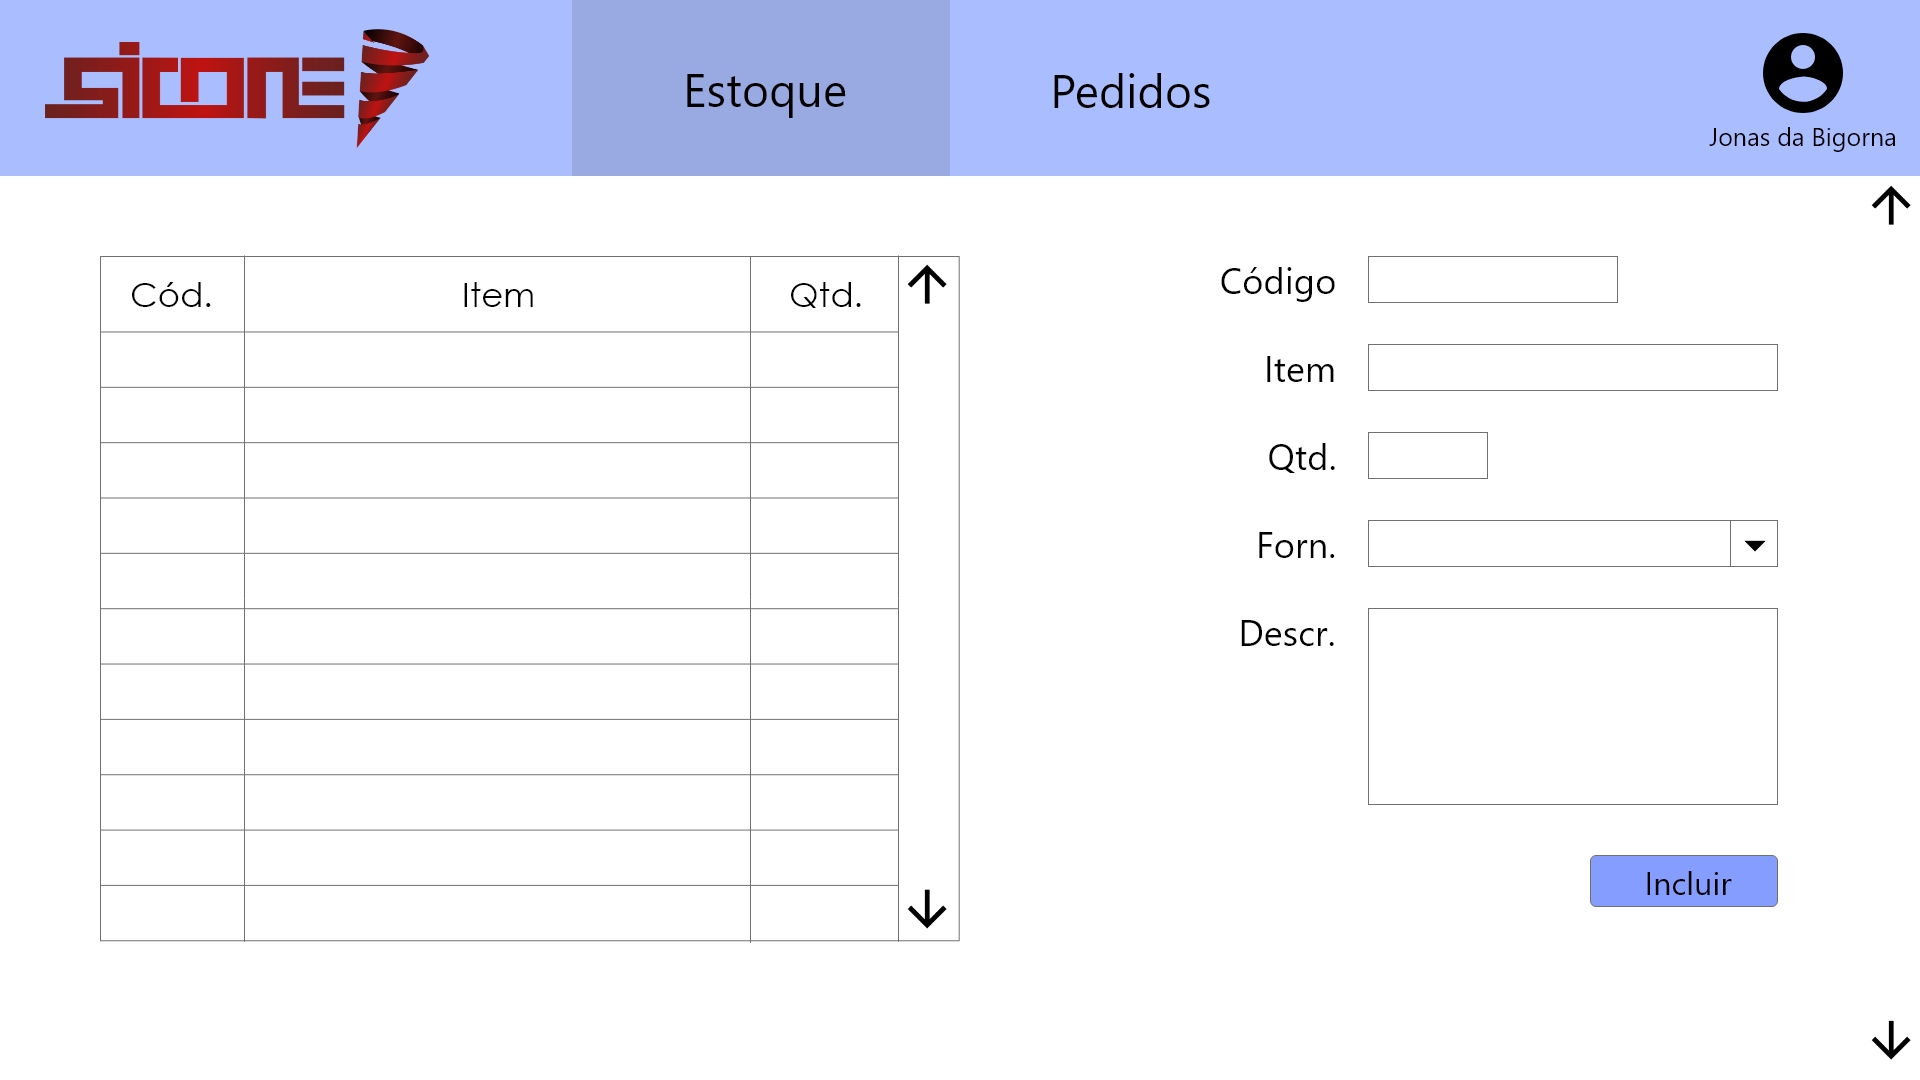 sicone
Estoque
Pedidos
Jonas da Bigorna
Cód.
Item
Qtd.
Código
Item
Qtd.
Forn.
Descr.
Incluir